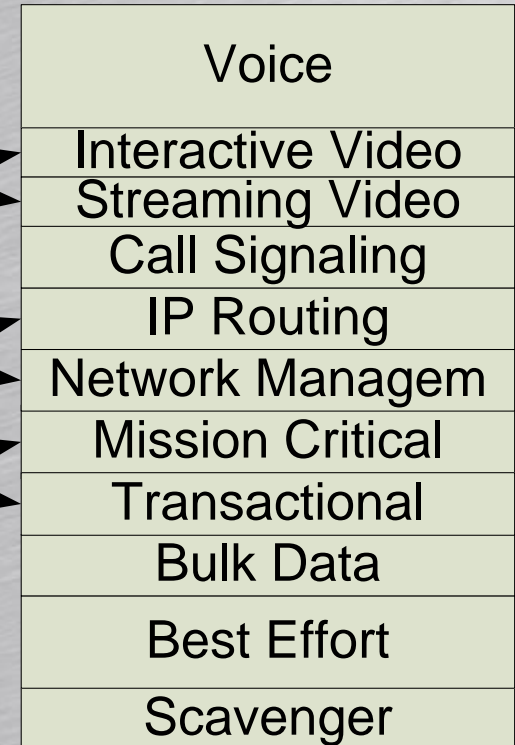 Voice
Interactive Video
Streaming Video
Call Signaling
IP Routing
Network Managem
Mission Critical
Transactional
Bulk Data
Best Effort
Scavenger